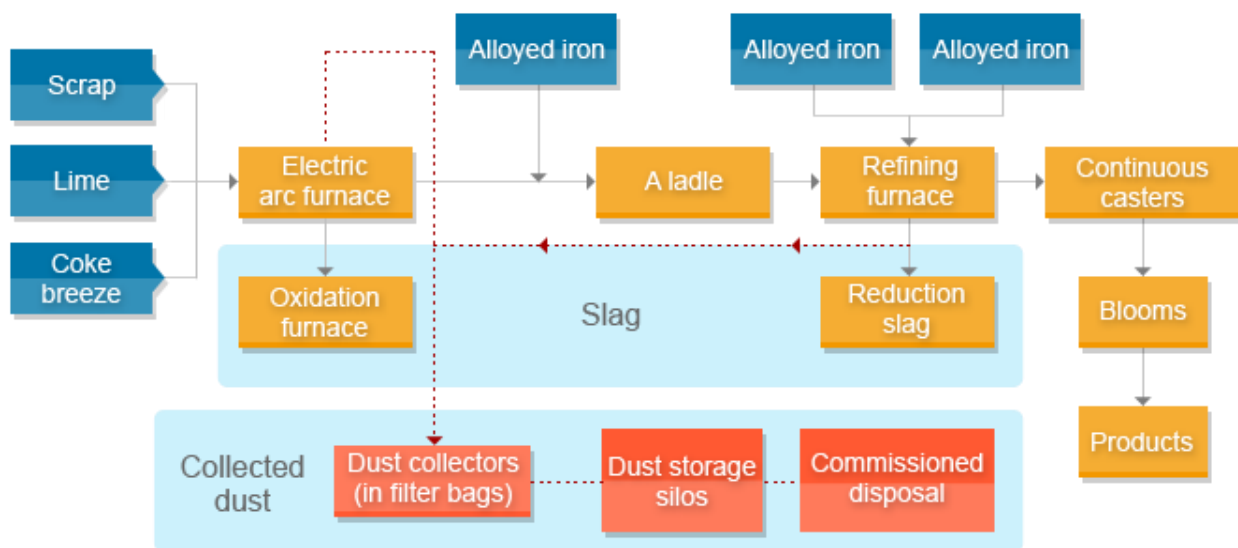 Alloyed iron
Alloyed iron
Alloyed iron
Scrap
Lime
Coke
breeze
Electric
arc furnace
A ladle
Refining
furnace
Continuous
casters
Oxidation
furnace
Slag
Reduction
slag
Blooms
Products
Collected
dust
Dust collectors
(in filter bags)
Dust storage
silos
Commissioned
disposal